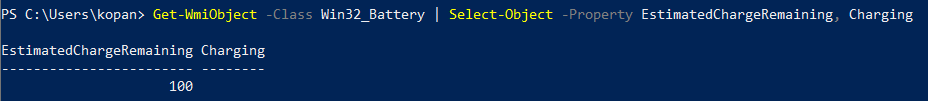 PS C:\Users\kopan> Get-WmiObject -Class Win32_Battery | Select-Object -Property EstimatedChargeRemaining, Charging
EstimatedChargeRemaining Charging
------------------------ --------
100